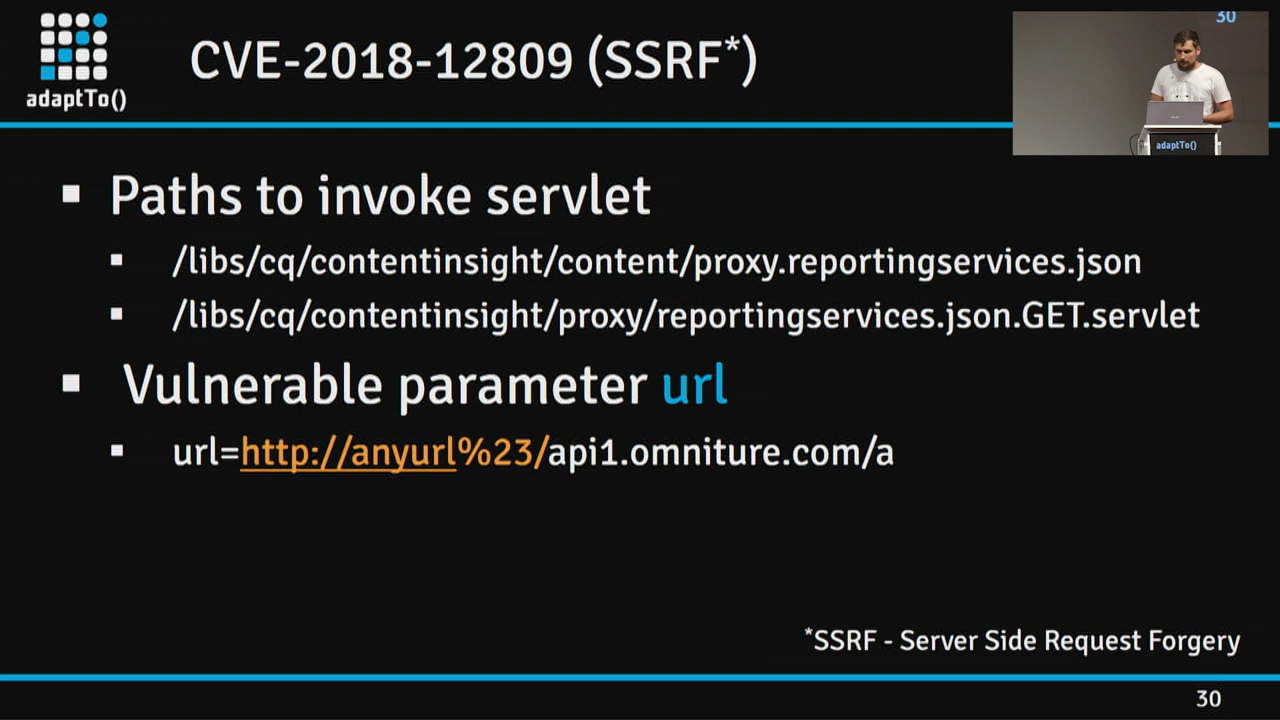 adaptTo()
CVE-2018-12809 (SSRF*)
30
adaptTo()
Paths to invoke servlet
/libs/cq/contentinsight/content/proxy.reportingservices.json
/libs/cq/contentinsight/proxy/reportingservices.json.GET.servlet
Vulnerable parameter url
url=http://anyurl%23/api1.omniture.com/a
*SSRF - Server Side Request Forgery
30